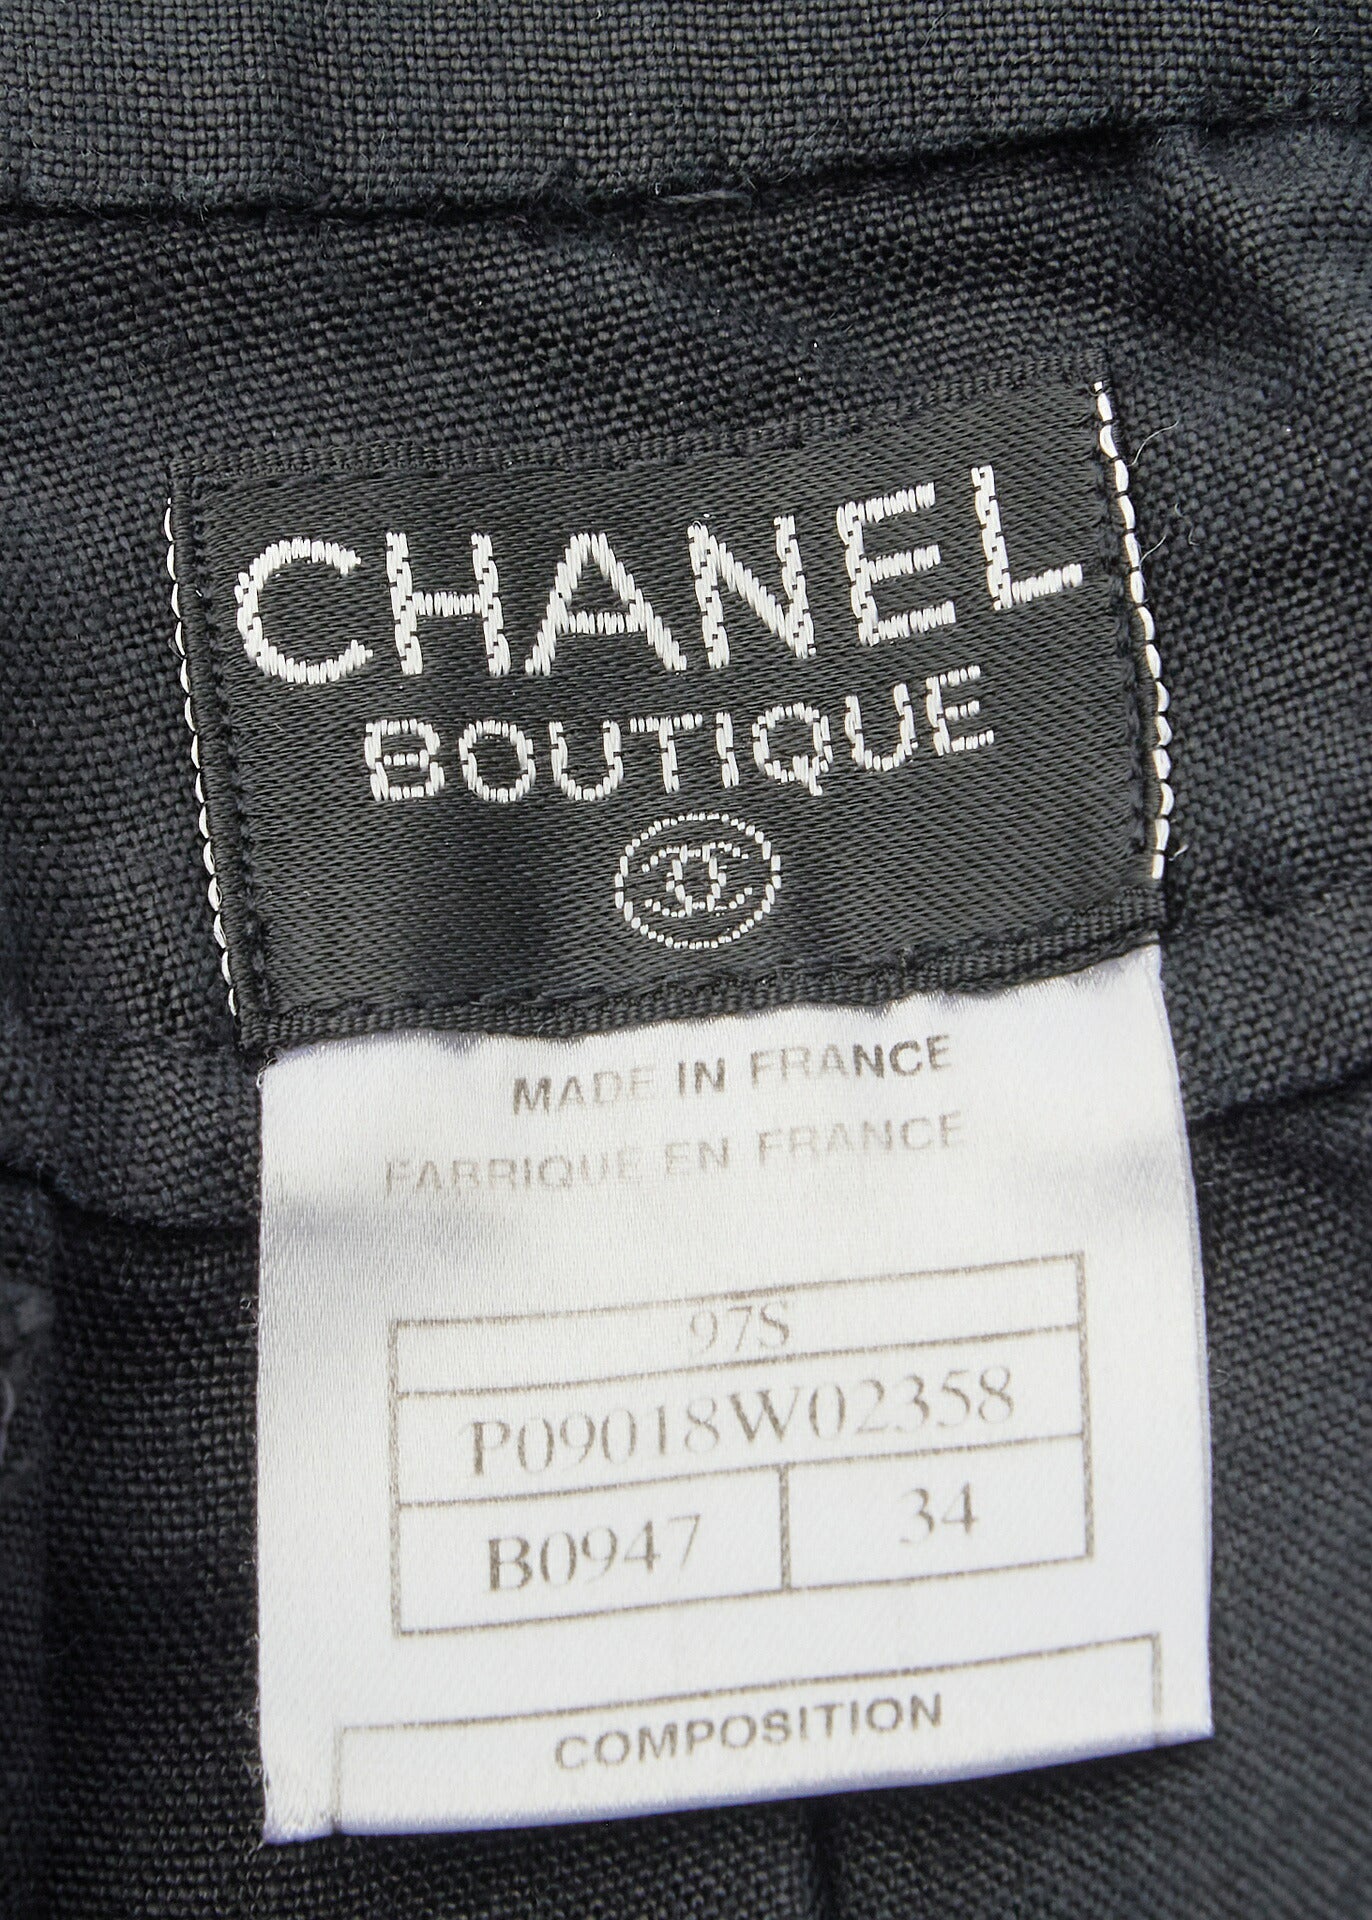 CHANEL
BOUTIQUE
MADE IN FRANCE
FABRIQUE EN FRANCE
97S
P09018W02358
B0947 34
COMPOSITION